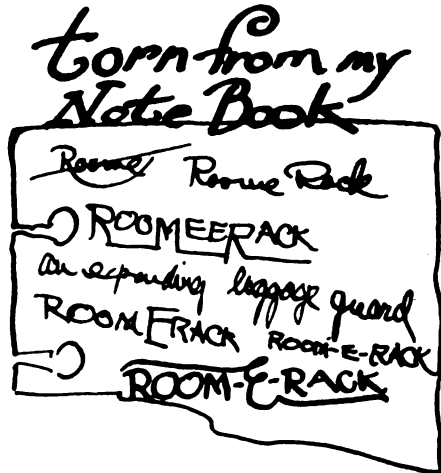 torn from my
Note Book
Roome Roome Rack
ROOMEERACK
an expanding luggage guard
ROOMERACK ROOM-E-RACK
ROOM-E-RACK